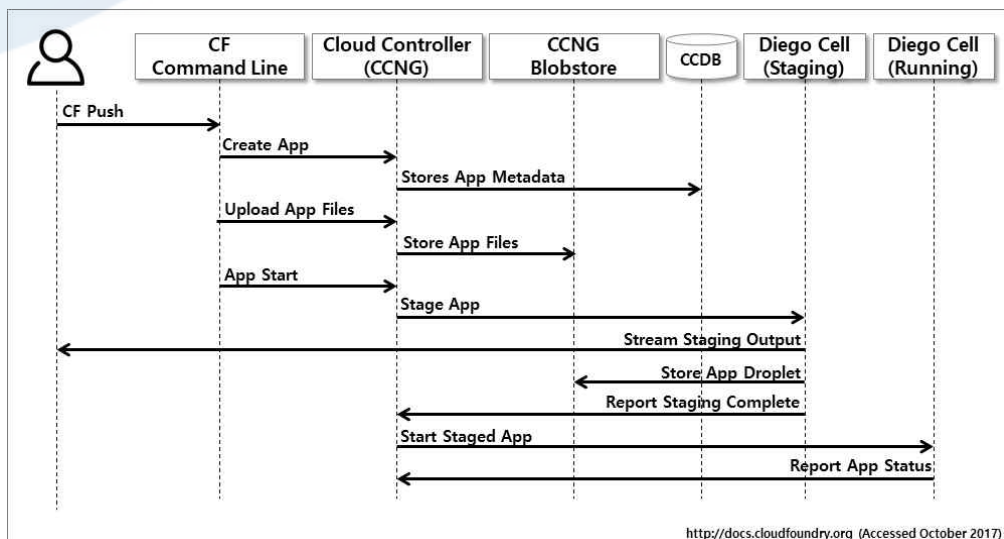 CF
Command Line
Cloud Controller
(CCNG)
CCNG
Blobstore
CCDB
Diego Cell
(Staging)
Diego Cell
(Running)
CF Push
Create App
Stores App Metadata
Upload App Files
Store App Files
App Start
Stage App
Stream Staging Output
Store App Droplet
Report Staging Complete
Start Staged App
Report App Status
http://docs.cloudfoundry.org (Accessed October 2017)